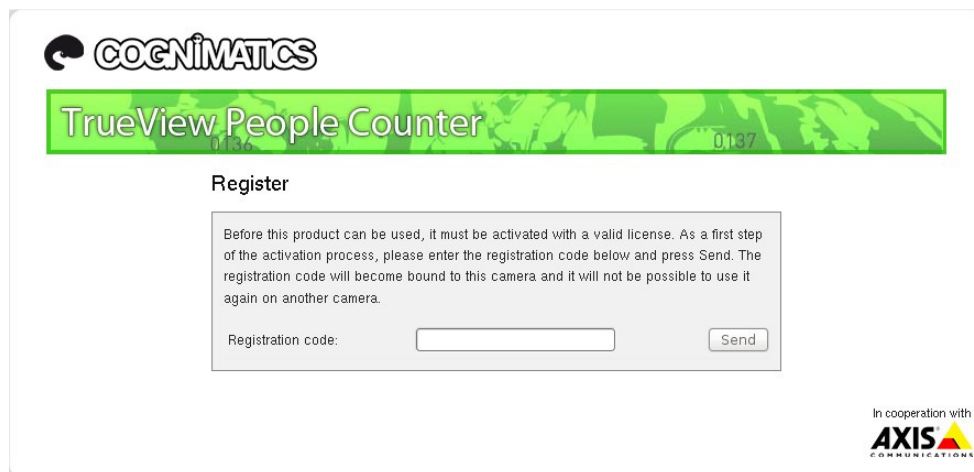 COGNÎMATICS
TrueView People Counter
0136
0137
Register
Before this product can be used, it must be activated with a valid license. As a first step
of the activation process, please enter the registration code below and press Send. The
registration code will become bound to this camera and it will not be possible to use it
again on another camera.
Registration code:
Send
In cooperation with
AXIS
COMMUNICATIONS